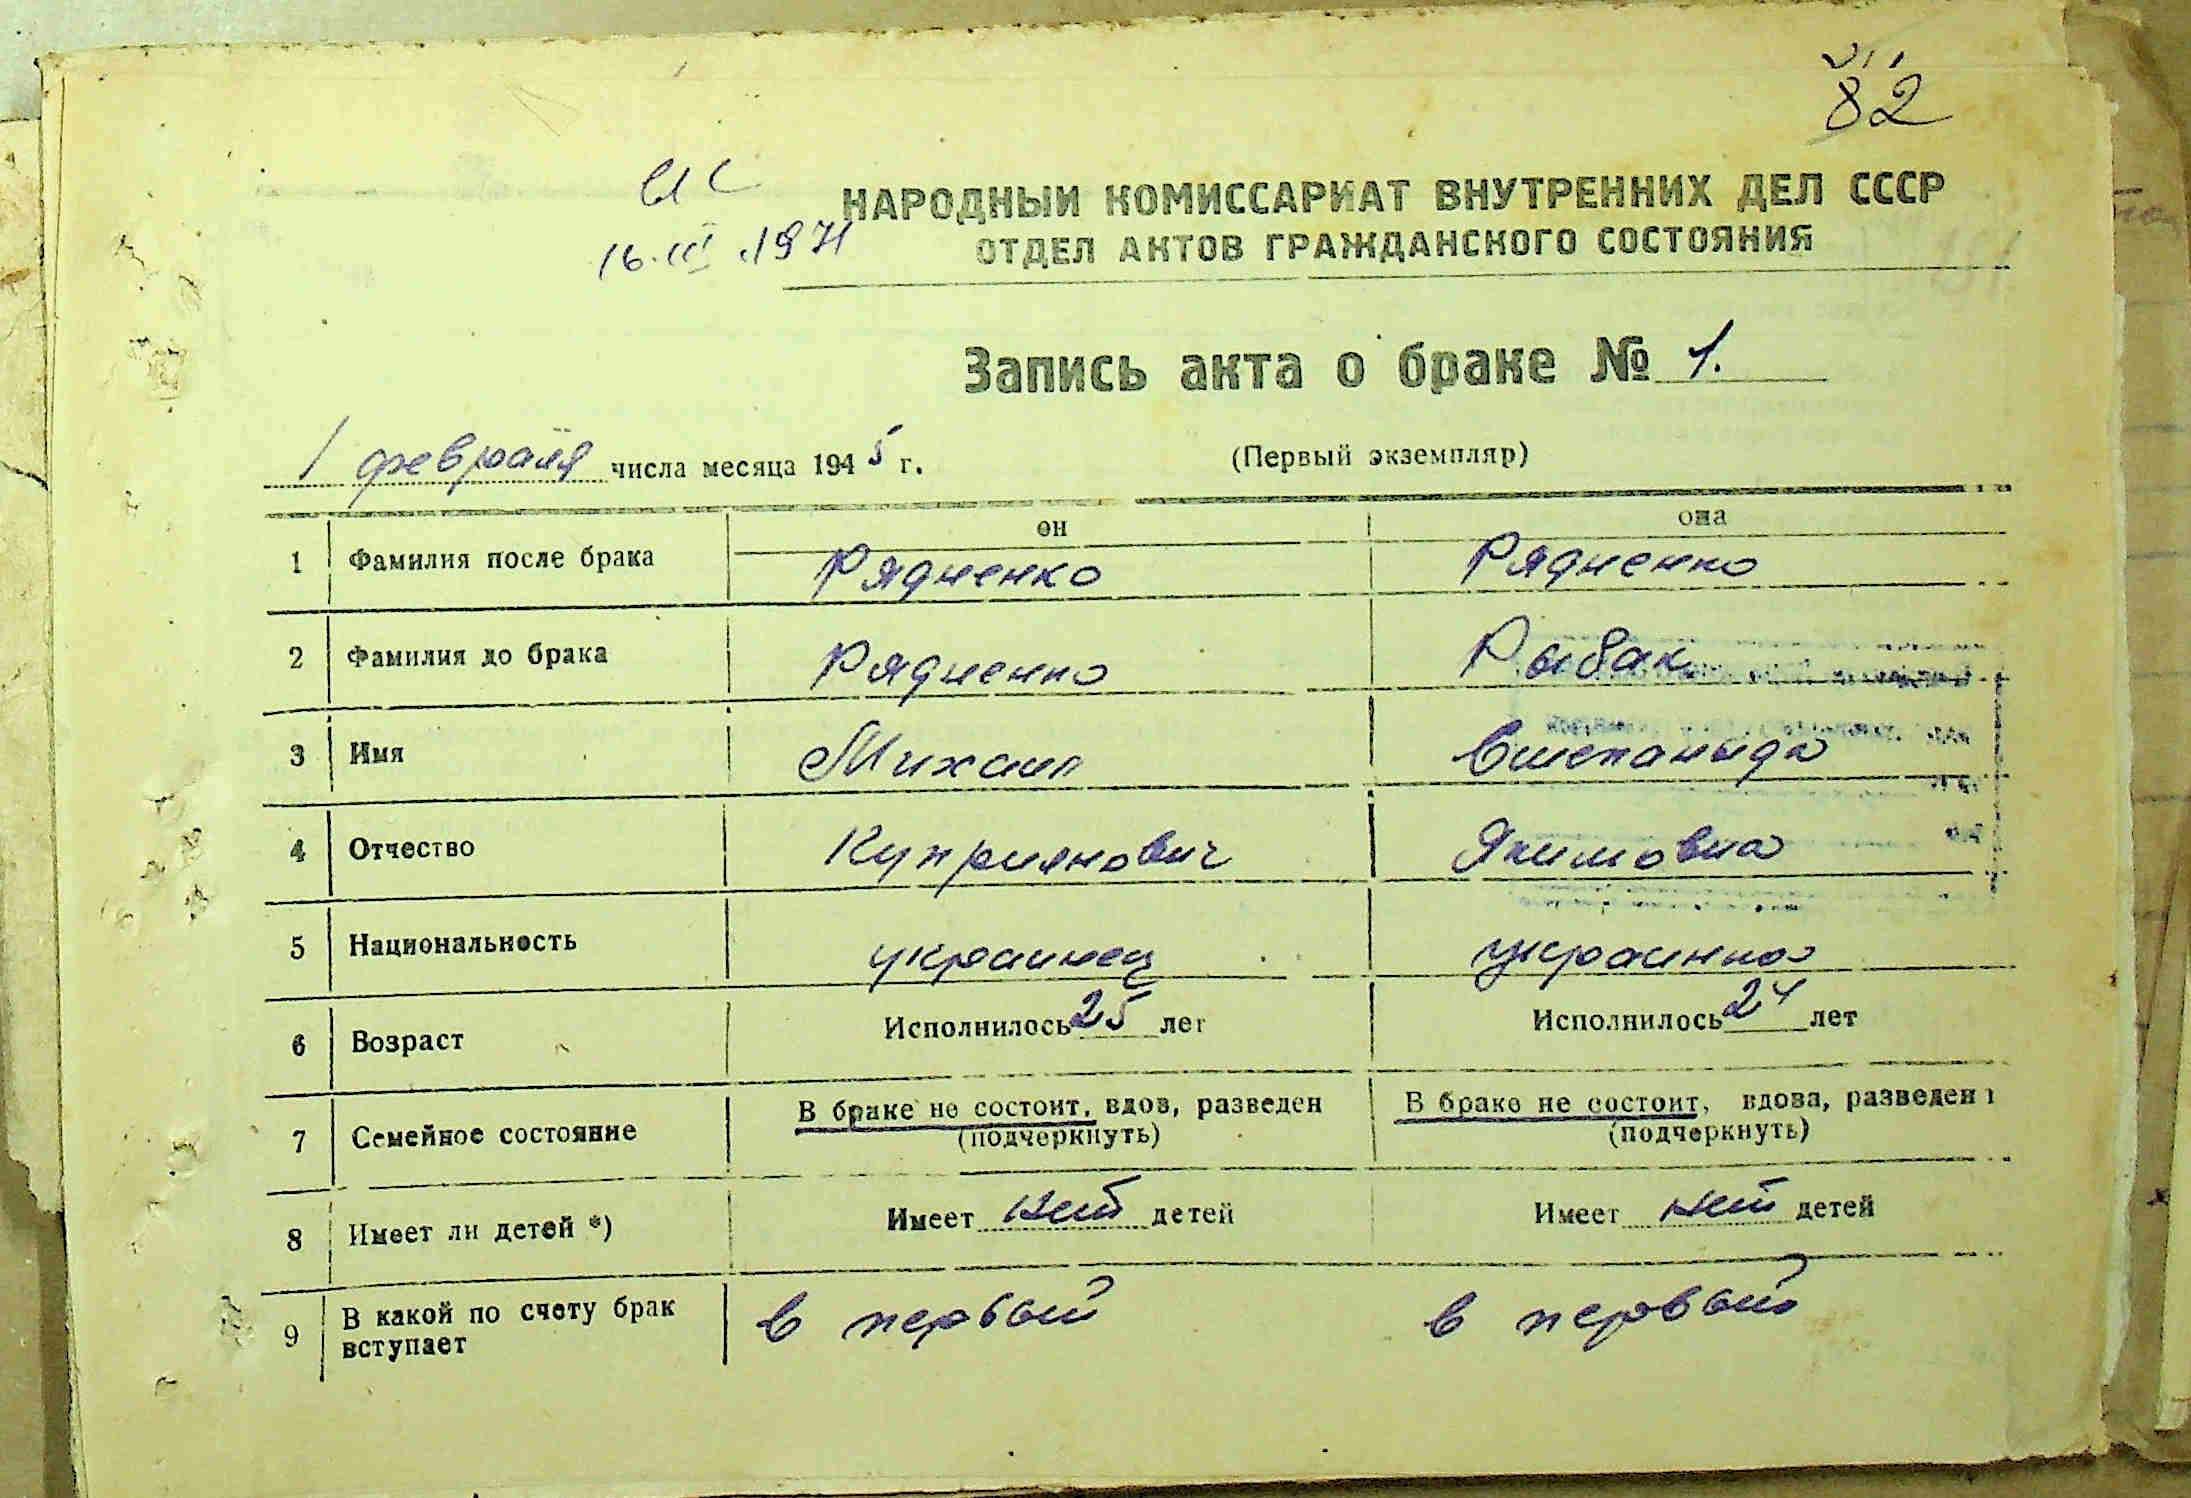 82
ИС
16.III.1971
НАРОДНЫЙ КОМИССАРИАТ ВНУТРЕННИХ ДЕЛ СССР
ОТДЕЛ АКТОВ ГРАЖДАНСКОГО СОСТОЯНИЯ
Запись акта о браке № 1.
1 февраля числа месяца 1945 г. (Первый экземпляр)
он она
1 Фамилия после брака Рядненко Рядненко
2 Фамилия до брака Рядненко Рыбак
3 Имя Михаил Степанида
4 Отчество Куприянович Якимовна
5 Национальность украинец украинка
6 Возраст Исполнилось 25 лет Исполнилось 24 лет
7 Семейное состояние В браке не состоит, вдов, разведен В браке не состоит, вдова, разведена
(подчеркнуть) (подчеркнуть)
8 Имеет ли детей *) Имеет нет детей Имеет нет детей
9 В какой по счету брак вступает в первый в первый